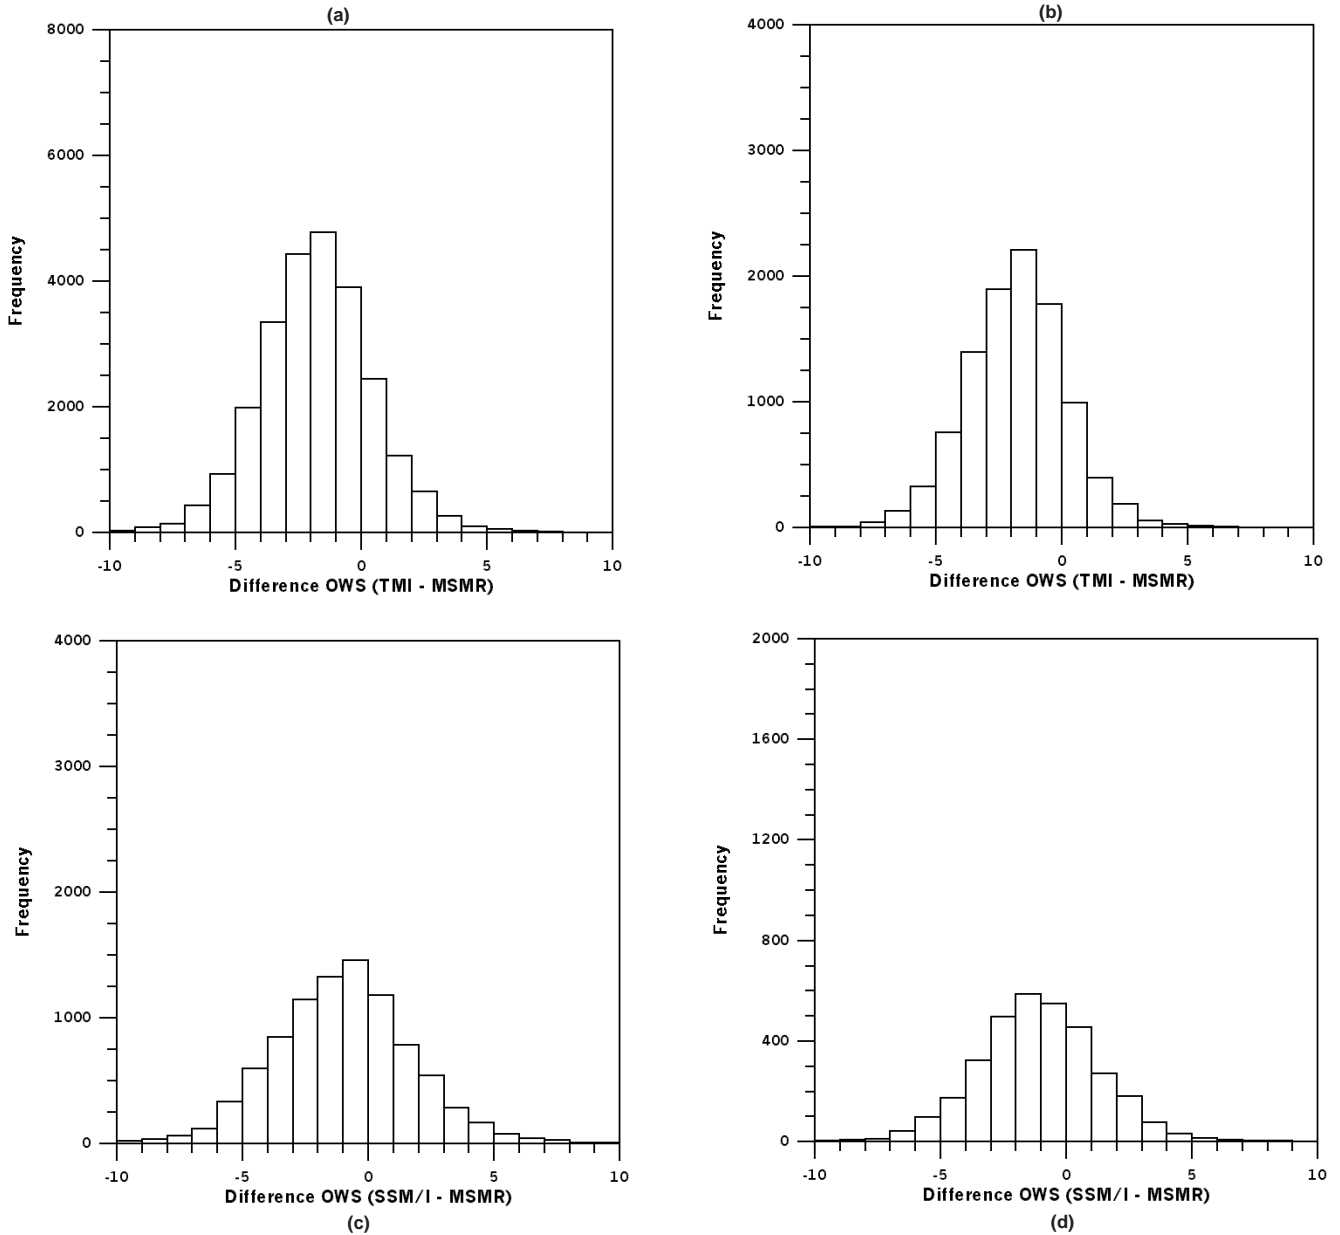 (a)
8000
6000
4000
2000
0
Frequency
-10 -5 0 5 10
Difference OWS (TMI - MSMR)
(b)
4000
3000
2000
1000
0
Frequency
-10 -5 0 5 10
Difference OWS (TMI - MSMR)
4000
3000
2000
1000
0
Frequency
-10 -5 0 5 10
Difference OWS (SSM/I - MSMR)
(c)
2000
1600
1200
800
400
0
Frequency
-10 -5 0 5 10
Difference OWS (SSM/I - MSMR)
(d)